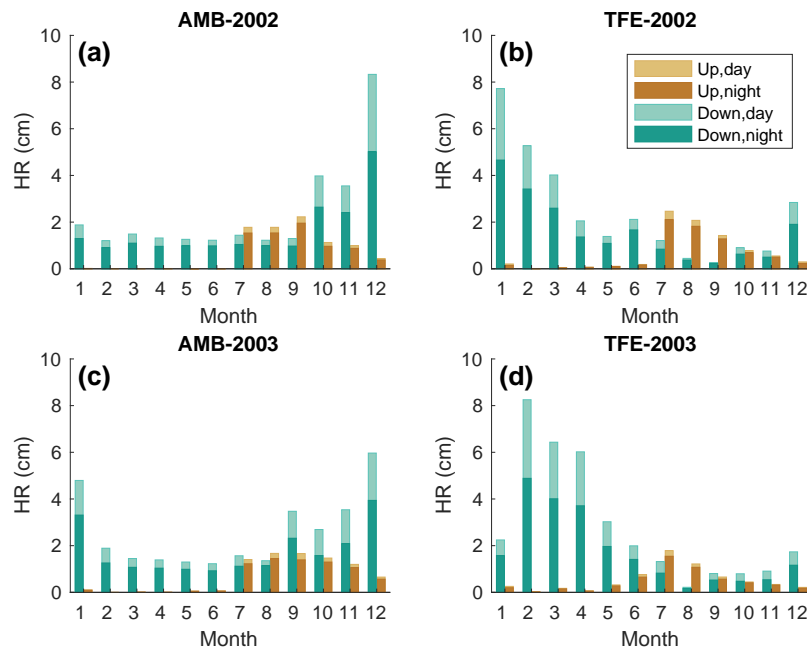 AMB-2002
(a)
HR (cm)
10
8
6
4
2
0
1 2 3 4 5 6 7 8 9 10 11 12
Month
TFE-2002
(b)
Up,day
Up,night
Down,day
Down,night
HR (cm)
10
8
6
4
2
0
1 2 3 4 5 6 7 8 9 10 11 12
Month
AMB-2003
(c)
HR (cm)
10
8
6
4
2
0
1 2 3 4 5 6 7 8 9 10 11 12
Month
TFE-2003
(d)
HR (cm)
10
8
6
4
2
0
1 2 3 4 5 6 7 8 9 10 11 12
Month